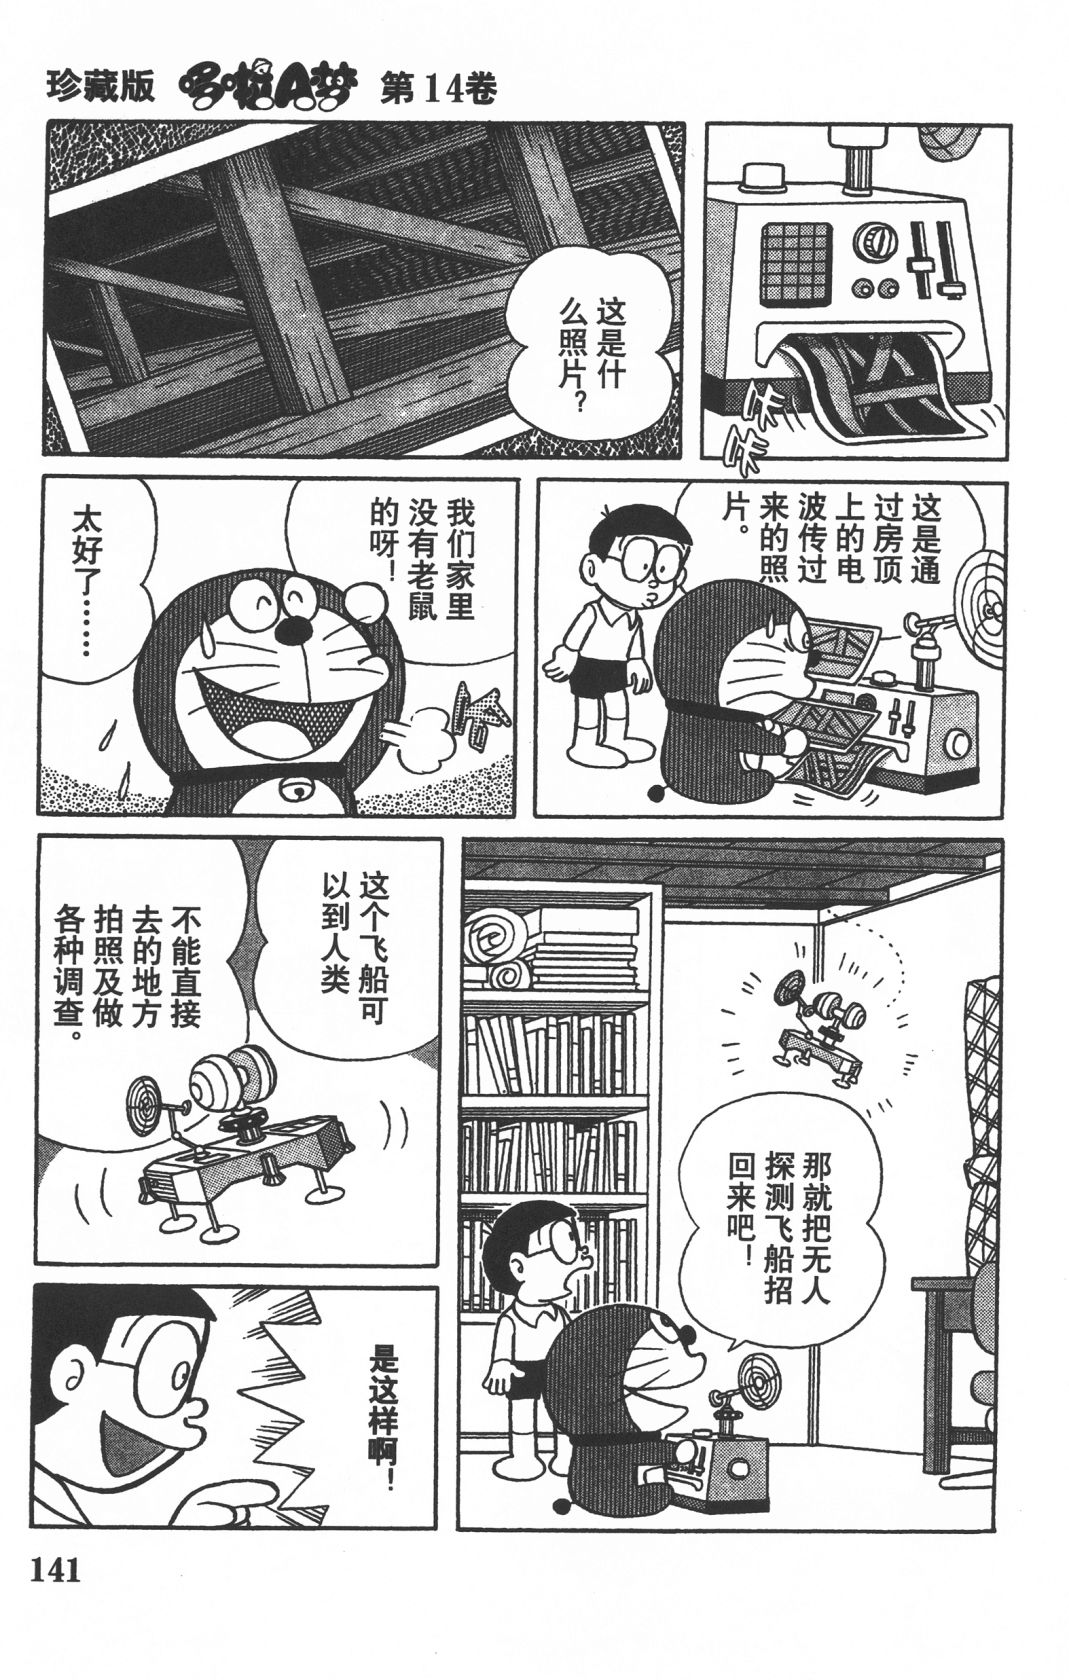 珍藏版 哆啦A梦 第14卷
咔
咔
这是什
么照片？
这是通
过房顶
上的电
波传过
来的照
片。
我们家里
没有老鼠
的呀！
太好了……
那就把无人
探测飞船招
回来吧！
这个飞船可
以到人类
不能直接
去的地方
拍照及做
各种调查。
是这样啊！
141